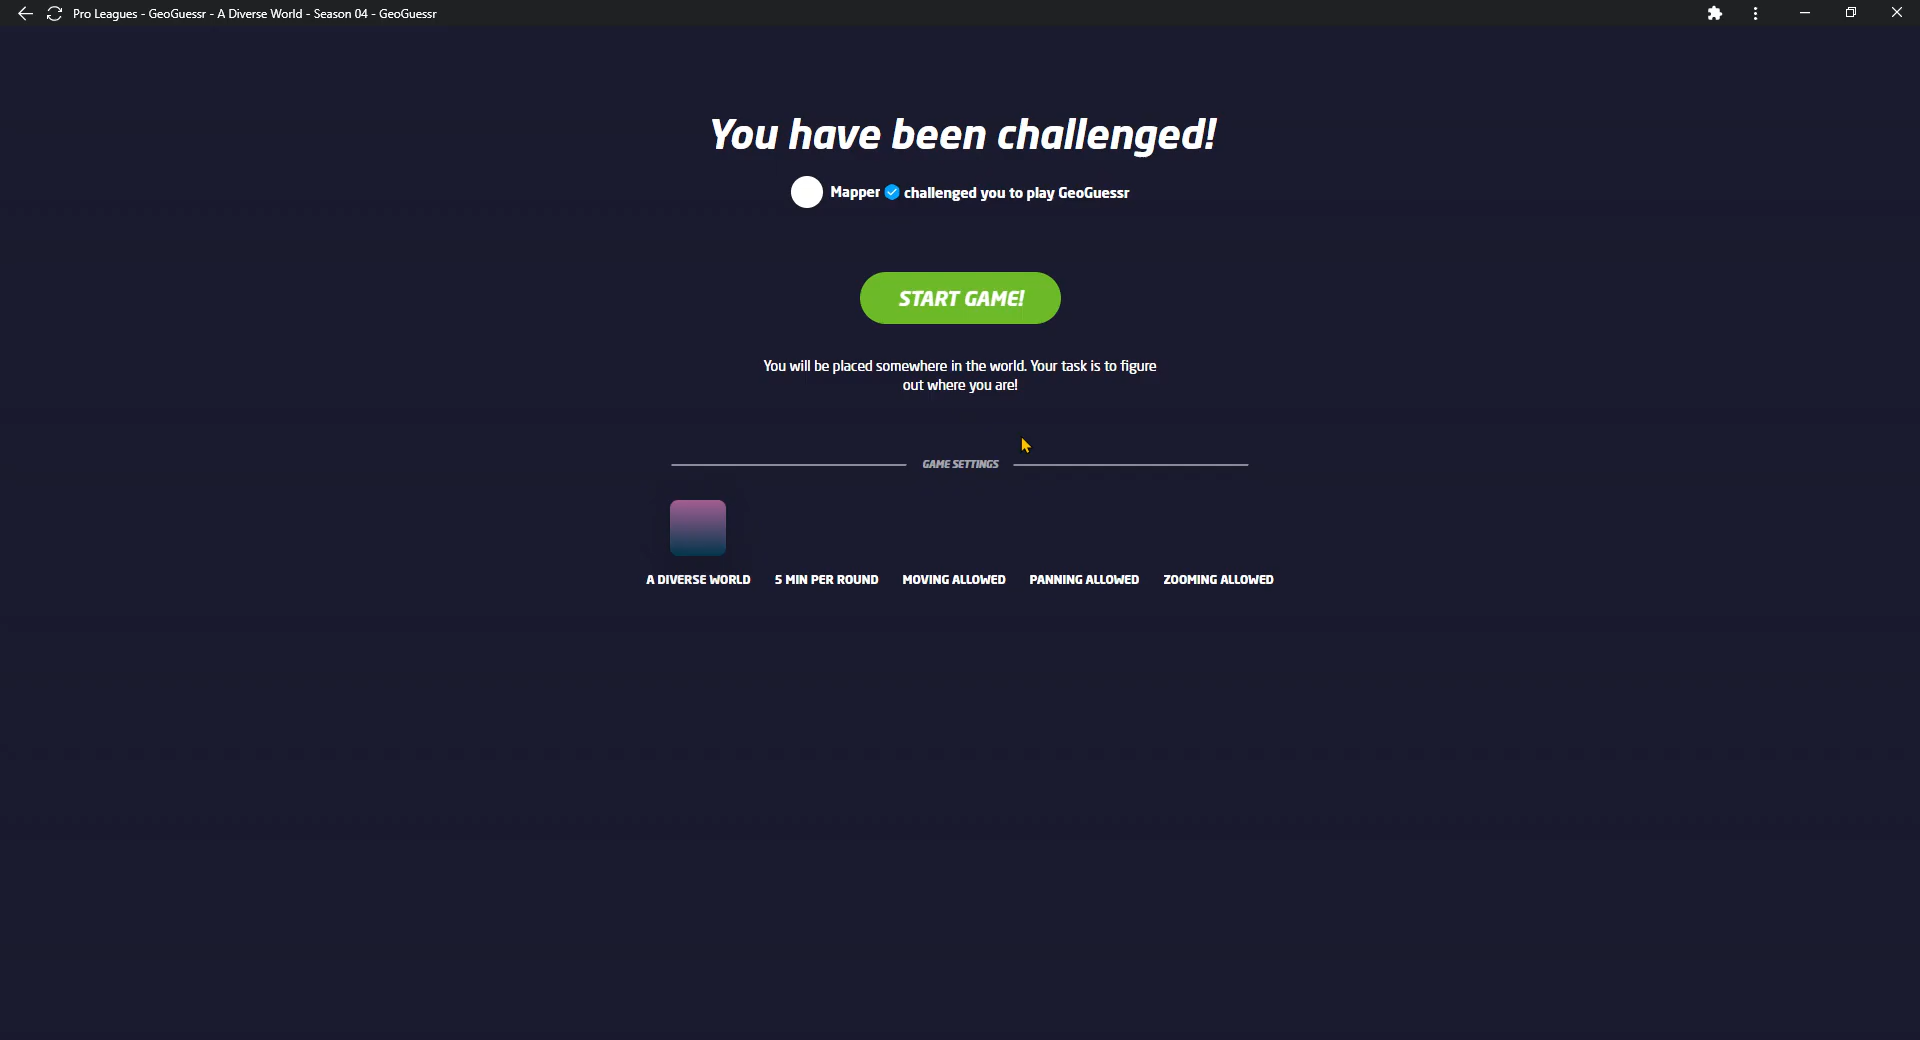 Pro Leagues - GeoGuessr - A Diverse World - Season 04 - GeoGuessr
You have been challenged!
Mapper challenged you to play GeoGuessr
START GAME!
You will be placed somewhere in the world. Your task is to figure
out where you are!
GAME SETTINGS
A DIVERSE WORLD 5 MIN PER ROUND MOVING ALLOWED PANNING ALLOWED ZOOMING ALLOWED